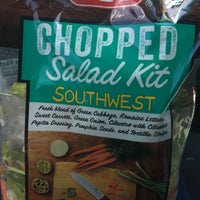 CHOPPED
Salad Kit
SOUTHWEST
Fresh blend of Green Cabbage, Romaine Lettuce
Sweet Carrots, Green Onion, Cilantro with Cilantro
Pepita Dressing, Pumpkin Seeds, and Tortilla Strips